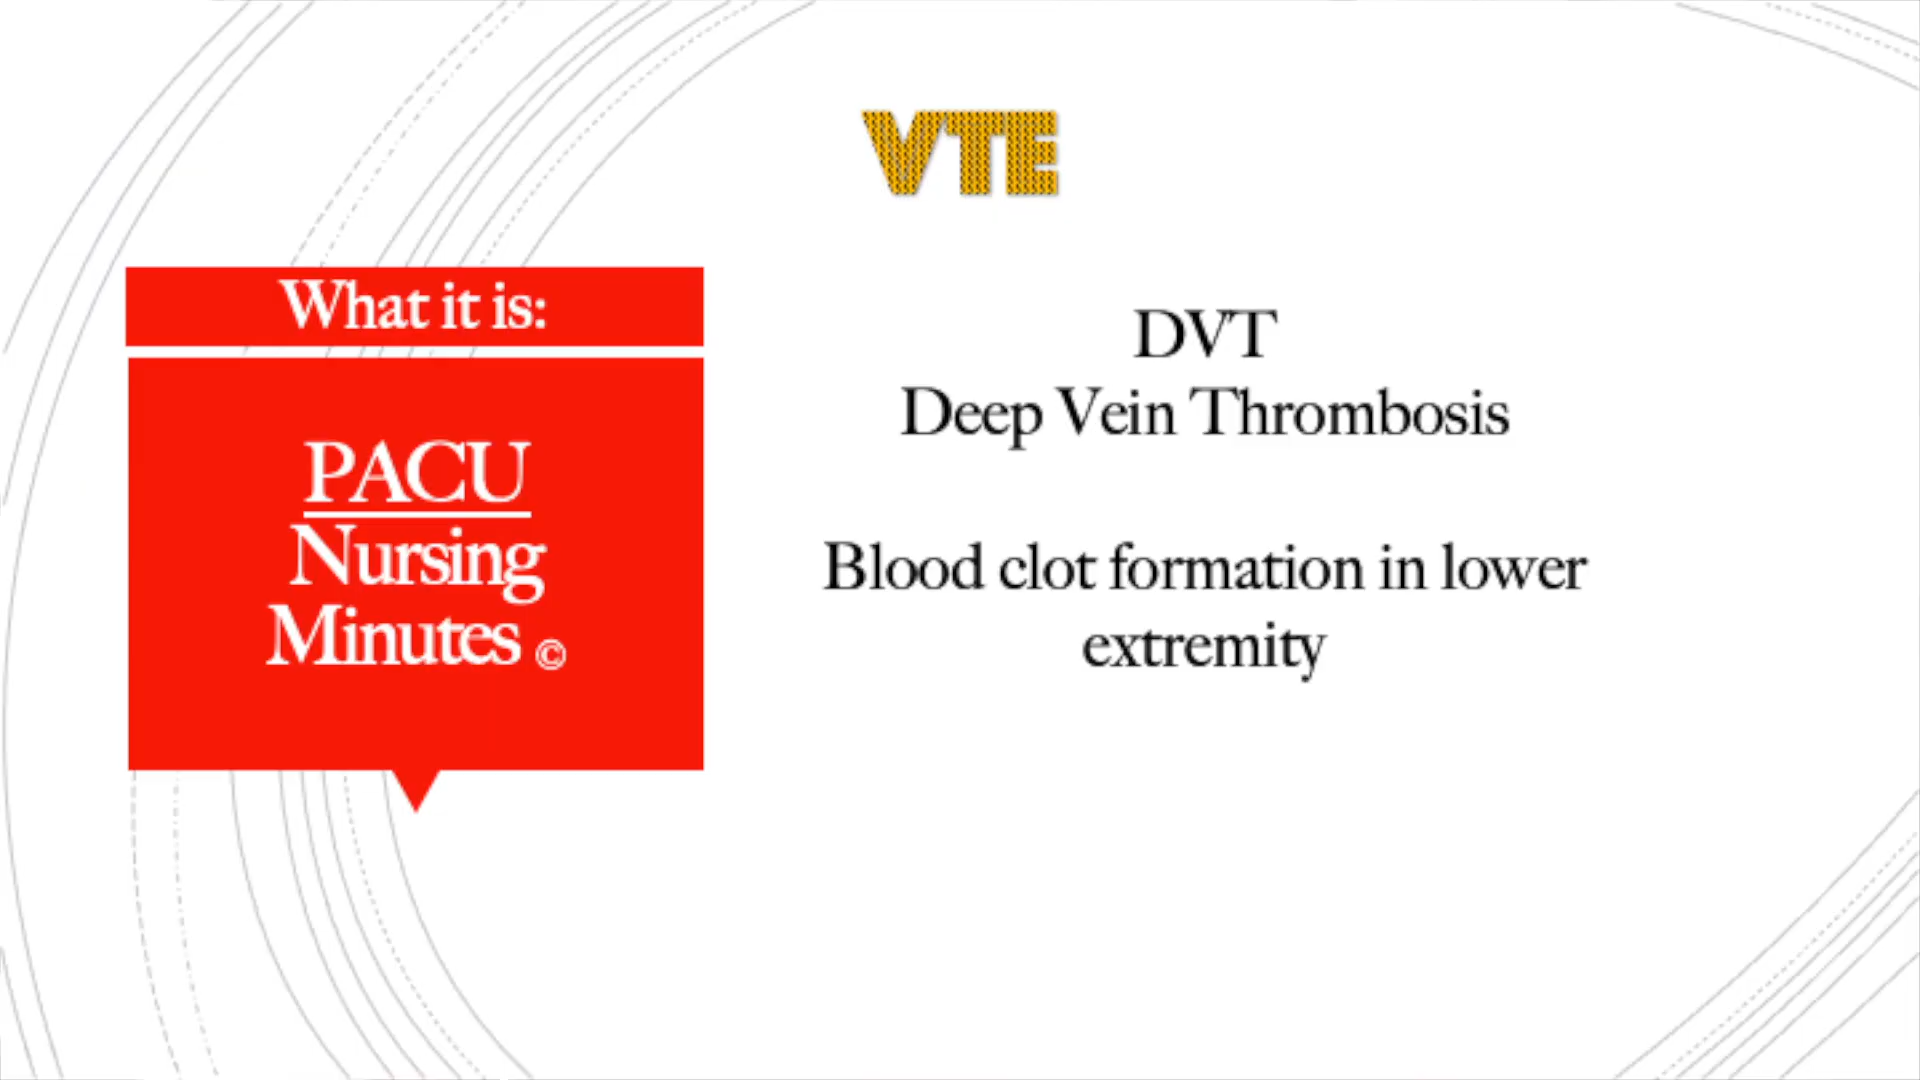 VTE
What it is:
PACU
Nursing
Minutes ©
DVT
Deep Vein Thrombosis
Blood clot formation in lower
extremity